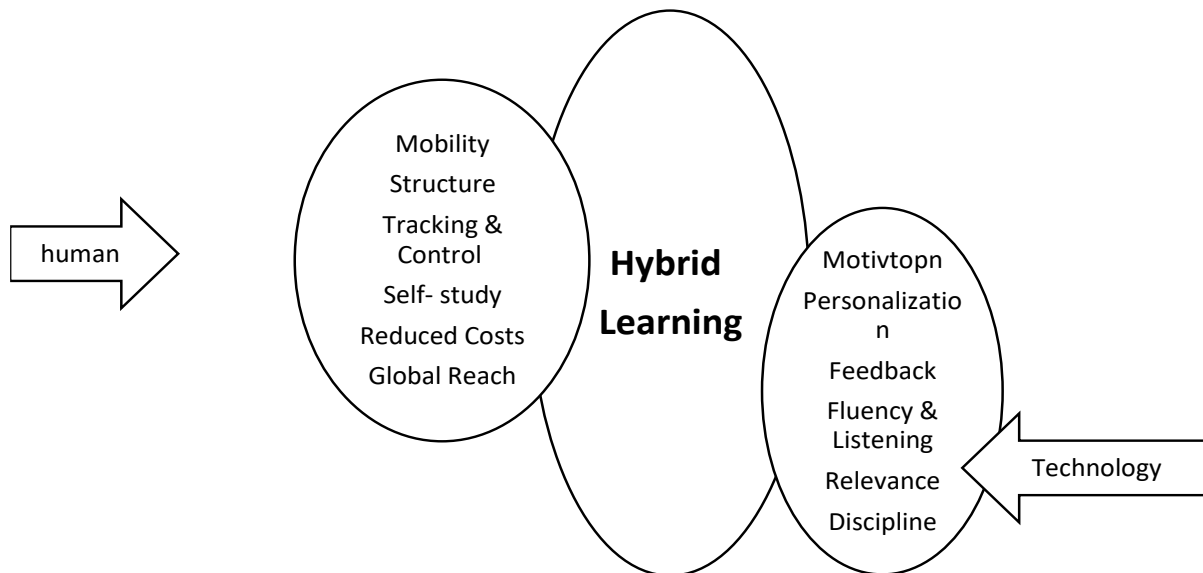 human
Mobility
Structure
Tracking &
Control
Self- study
Reduced Costs
Global Reach
Hybrid
Learning
Motivtopn
Personalizatio
n
Feedback
Fluency &
Listening
Relevance
Discipline
Technology